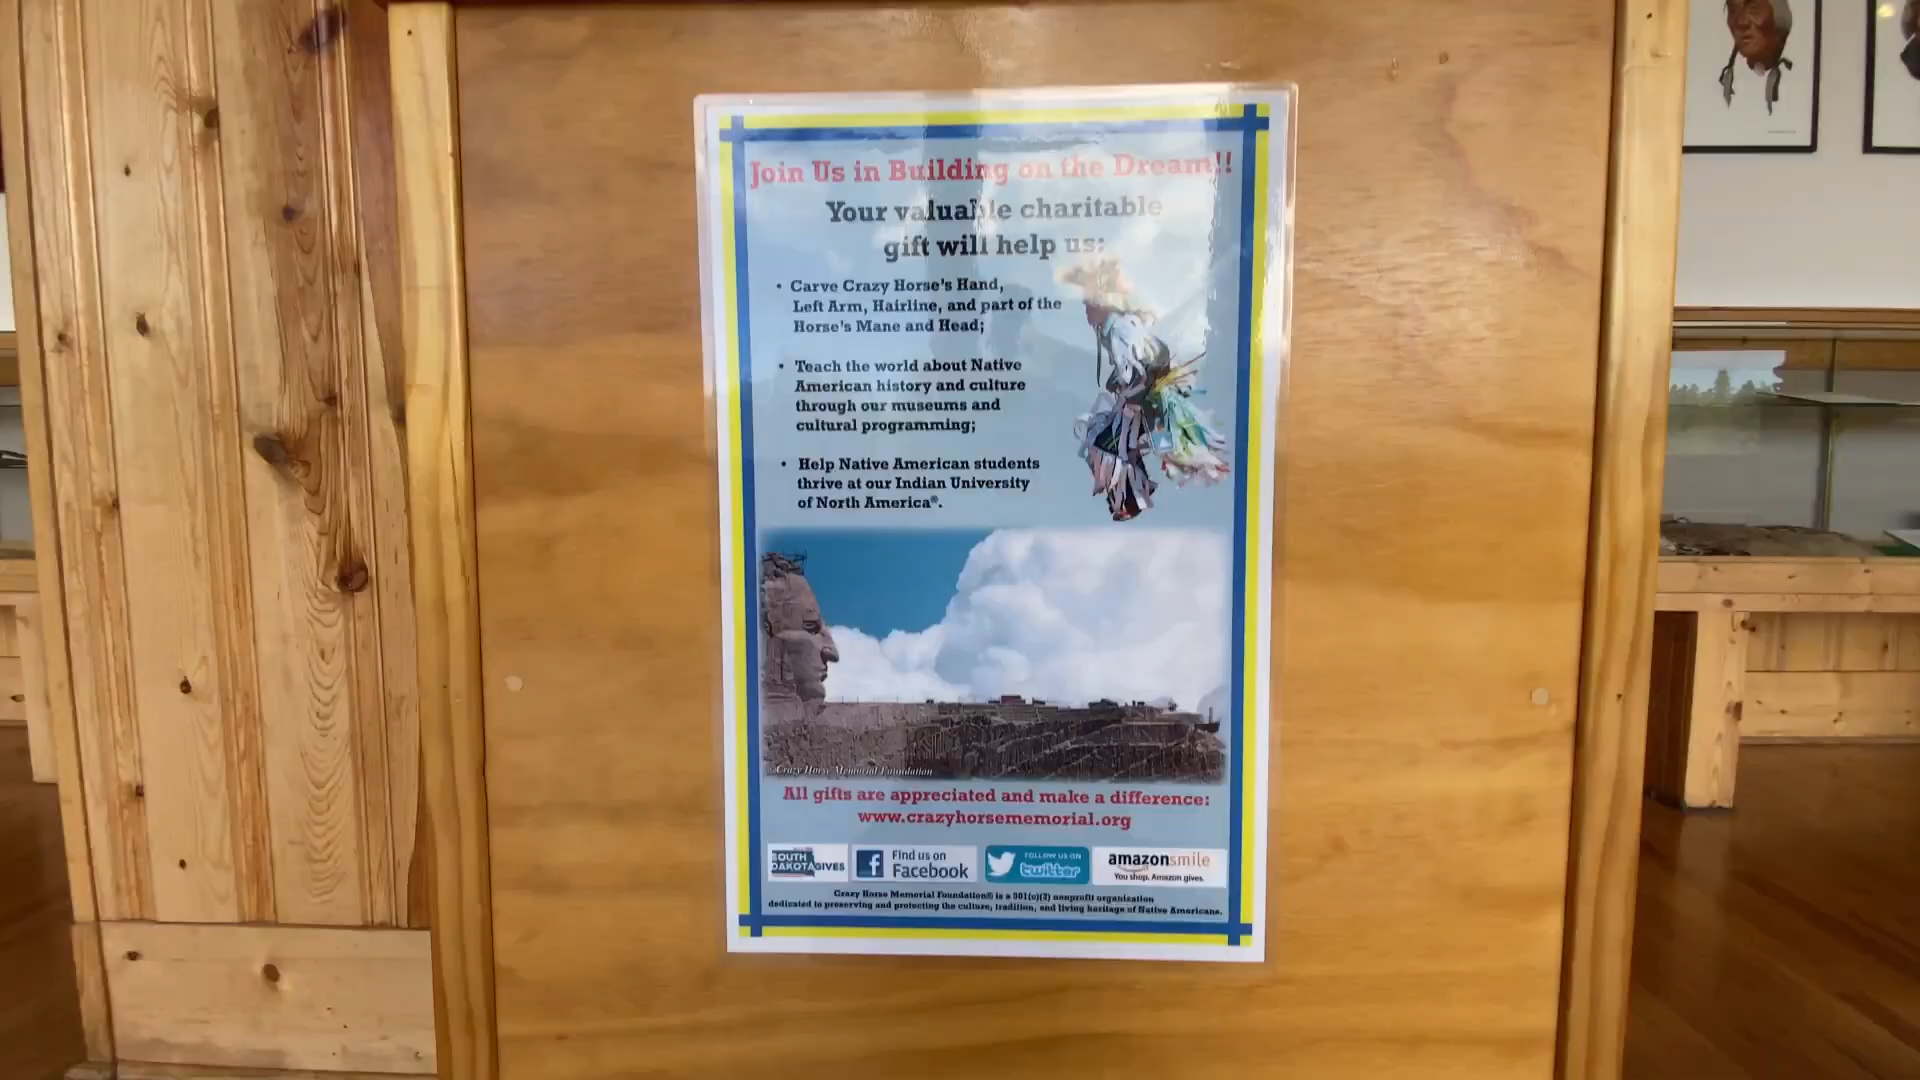 Join Us in Building on the Dream!!
Your valuable charitable
gift will help us:
• Carve Crazy Horse's Hand,
Left Arm, Hairline, and part of the
Horse's Mane and Head;
• Teach the world about Native
American history and culture
through our museums and
cultural programming;
• Help Native American students
thrive at our Indian University
of North America®.
©Crazy Horse Memorial Foundation
All gifts are appreciated and make a difference:
www.crazyhorsememorial.org
SOUTH
DAKOTA GIVES
Find us on
Facebook
FOLLOW US ON
twitter
amazonsmile
You shop. Amazon gives.
Crazy Horse Memorial Foundation® is a 501(c)(3) nonprofit organization
dedicated to preserving and protecting the culture, tradition, and living heritage of Native Americans.